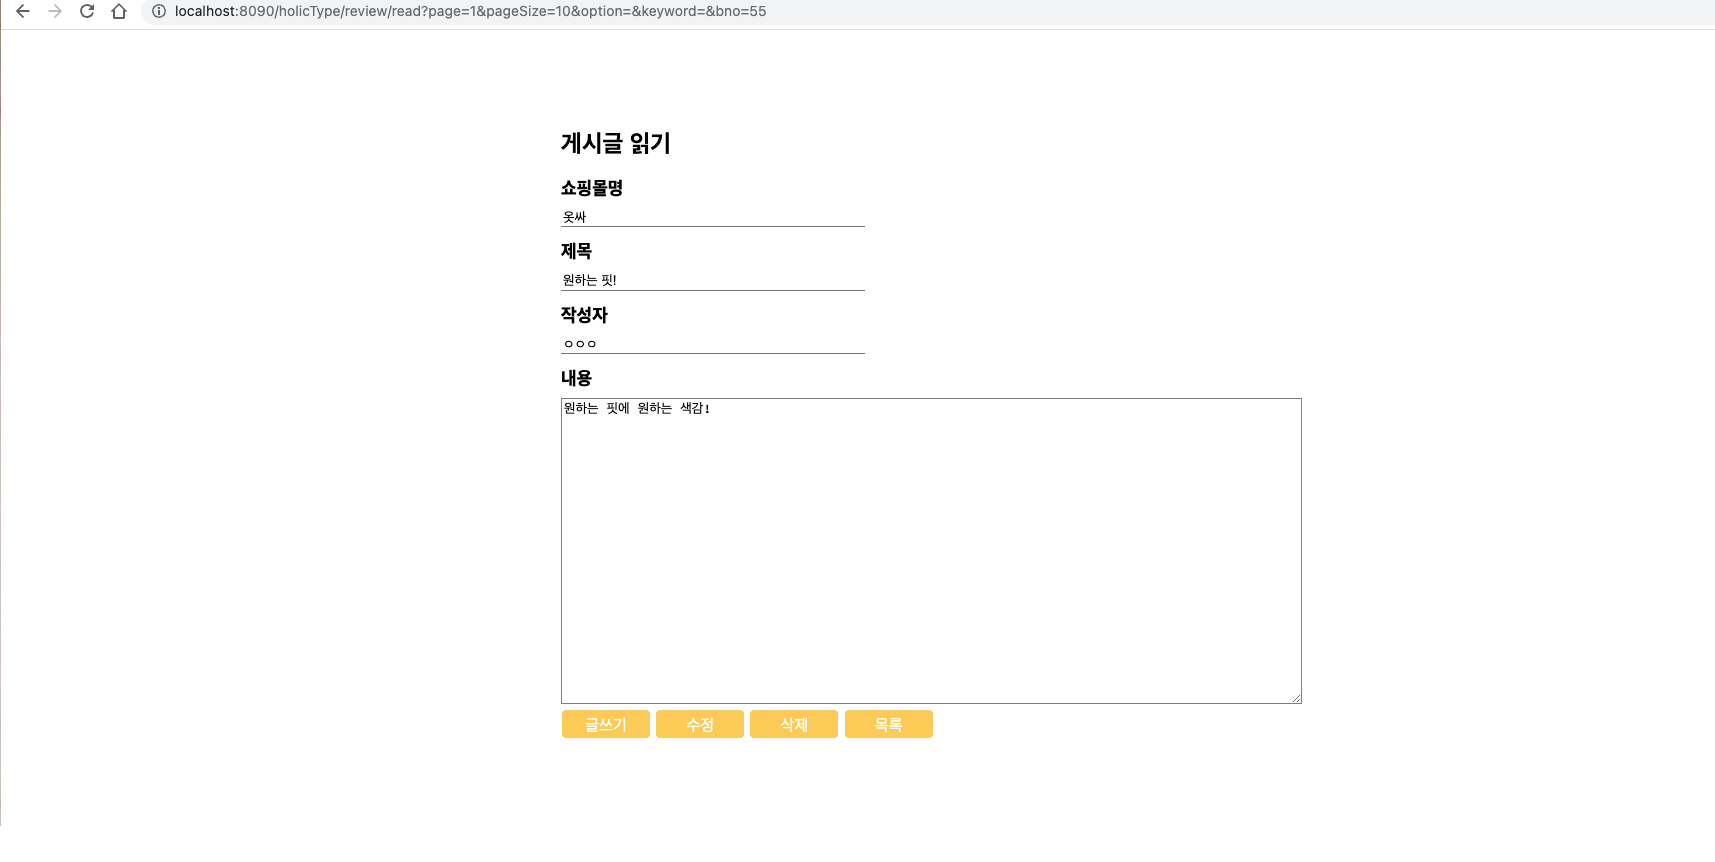 localhost:8090/holicType/review/read?page=1&pageSize=10&option=&keyword=&bno=55
게시글 읽기
쇼핑몰명
옷싸
제목
원하는 핏!
작성자
ㅇㅇㅇ
내용
원하는 핏에 원하는 색감!
글쓰기 수정 삭제 목록